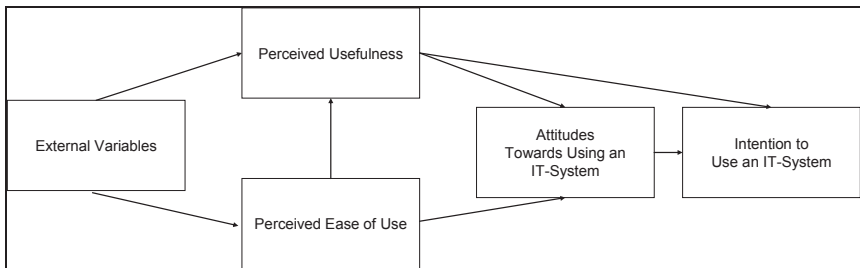 Perceived Usefulness
External Variables
Attitudes
Towards Using an
IT-System
Intention to
Use an IT-System
Perceived Ease of Use